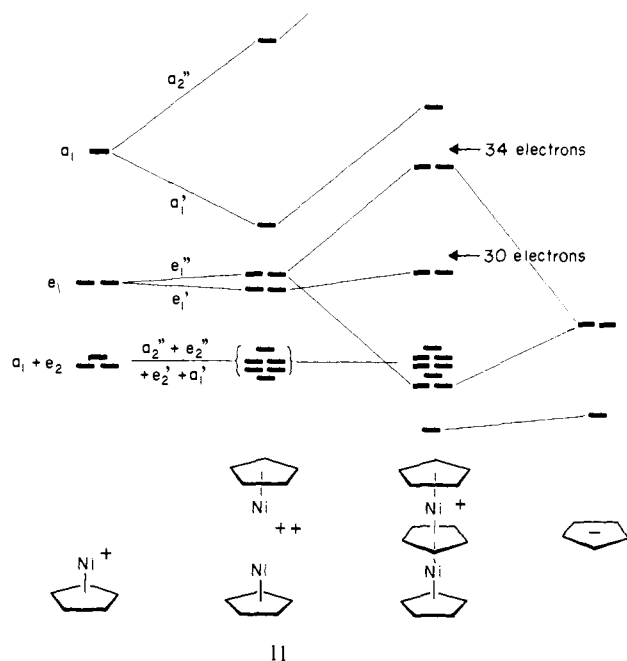 a₂"
a₁
← 34 electrons
a₁'
e₁"
← 30 electrons
e₁
e₁'
a₁ + e₂
a₂" + e₂"
+ e₂' + a₁'
Ni
+
Ni
++
Ni
Ni
+
Ni
−
11